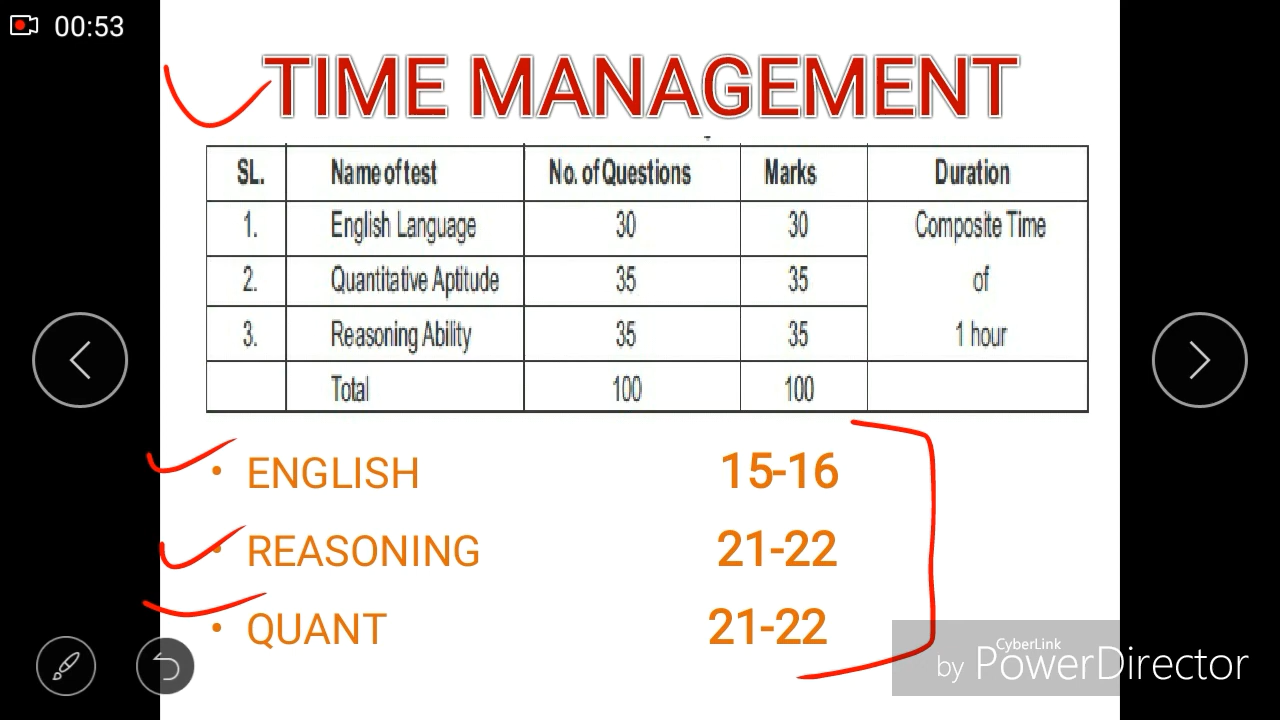 00:53
TIME MANAGEMENT
SL. Name of test No. of Questions Marks Duration
1. English Language 30 30 Composite Time
2. Quantitative Aptitude 35 35 of
3. Reasoning Ability 35 35 1 hour
Total 100 100
• ENGLISH 15-16
• REASONING 21-22
• QUANT 21-22
CyberLink
by PowerDirector